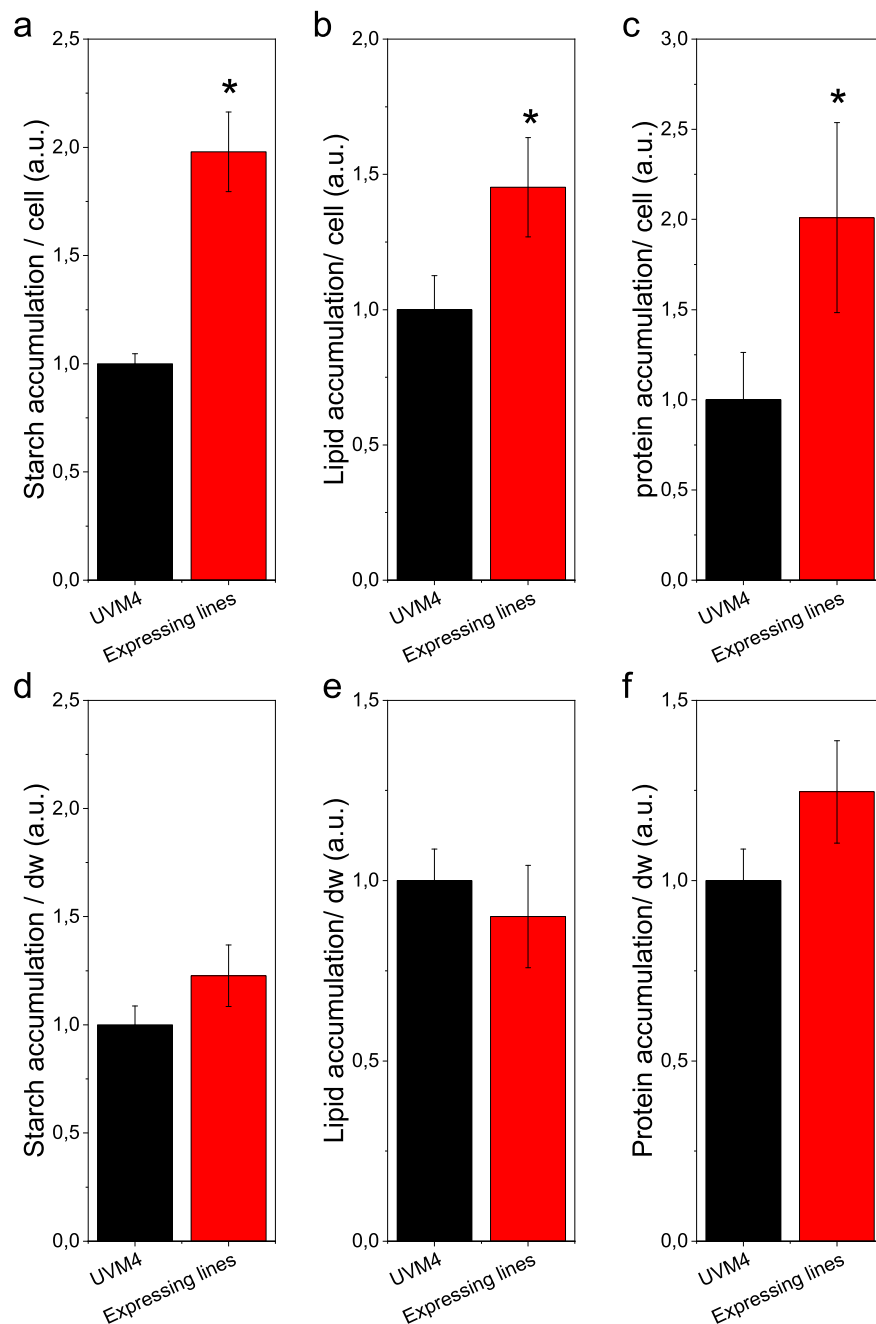 a
Starch accumulation / cell (a.u.)
2,5
2,0
1,5
1,0
0,5
0,0
*
UVM4
Expressing lines
b
Lipid accumulation/ cell (a.u.)
2,0
1,5
1,0
0,5
0,0
*
UVM4
Expressing lines
c
protein accumulation/ cell (a.u.)
3,0
2,5
2,0
1,5
1,0
0,5
0,0
*
UVM4
Expressing lines
d
Starch accumulation / dw (a.u.)
2,5
2,0
1,5
1,0
0,5
0,0
UVM4
Expressing lines
e
Lipid accumulation/ dw (a.u.)
1,5
1,0
0,5
0,0
UVM4
Expressing lines
f
Protein accumulation/ dw (a.u.)
1,5
1,0
0,5
0,0
UVM4
Expressing lines